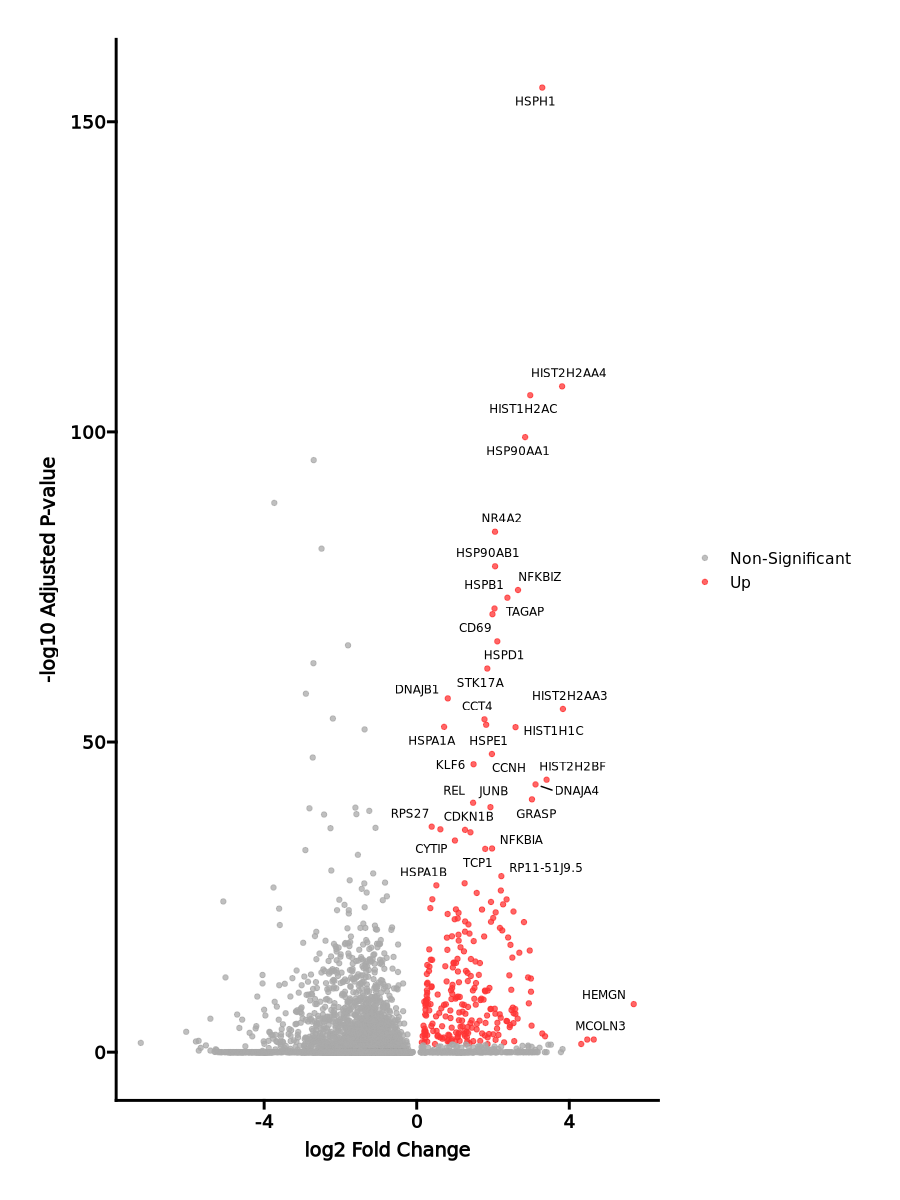 150
100
50
0
-4
0
4
-log10 Adjusted P-value
log2 Fold Change
HSPH1
HIST2H2AA4
HIST1H2AC
HSP90AA1
NR4A2
HSP90AB1
NFKBIZ
HSPB1
TAGAP
CD69
HSPD1
STK17A
DNAJB1
HIST2H2AA3
CCT4
HIST1H1C
HSPA1A
HSPE1
KLF6
CCNH
HIST2H2BF
DNAJA4
REL
JUNB
GRASP
RPS27
CDKN1B
NFKBIA
CYTIP
TCP1
RP11-51J9.5
HSPA1B
HEMGN
MCOLN3
Non-Significant
Up